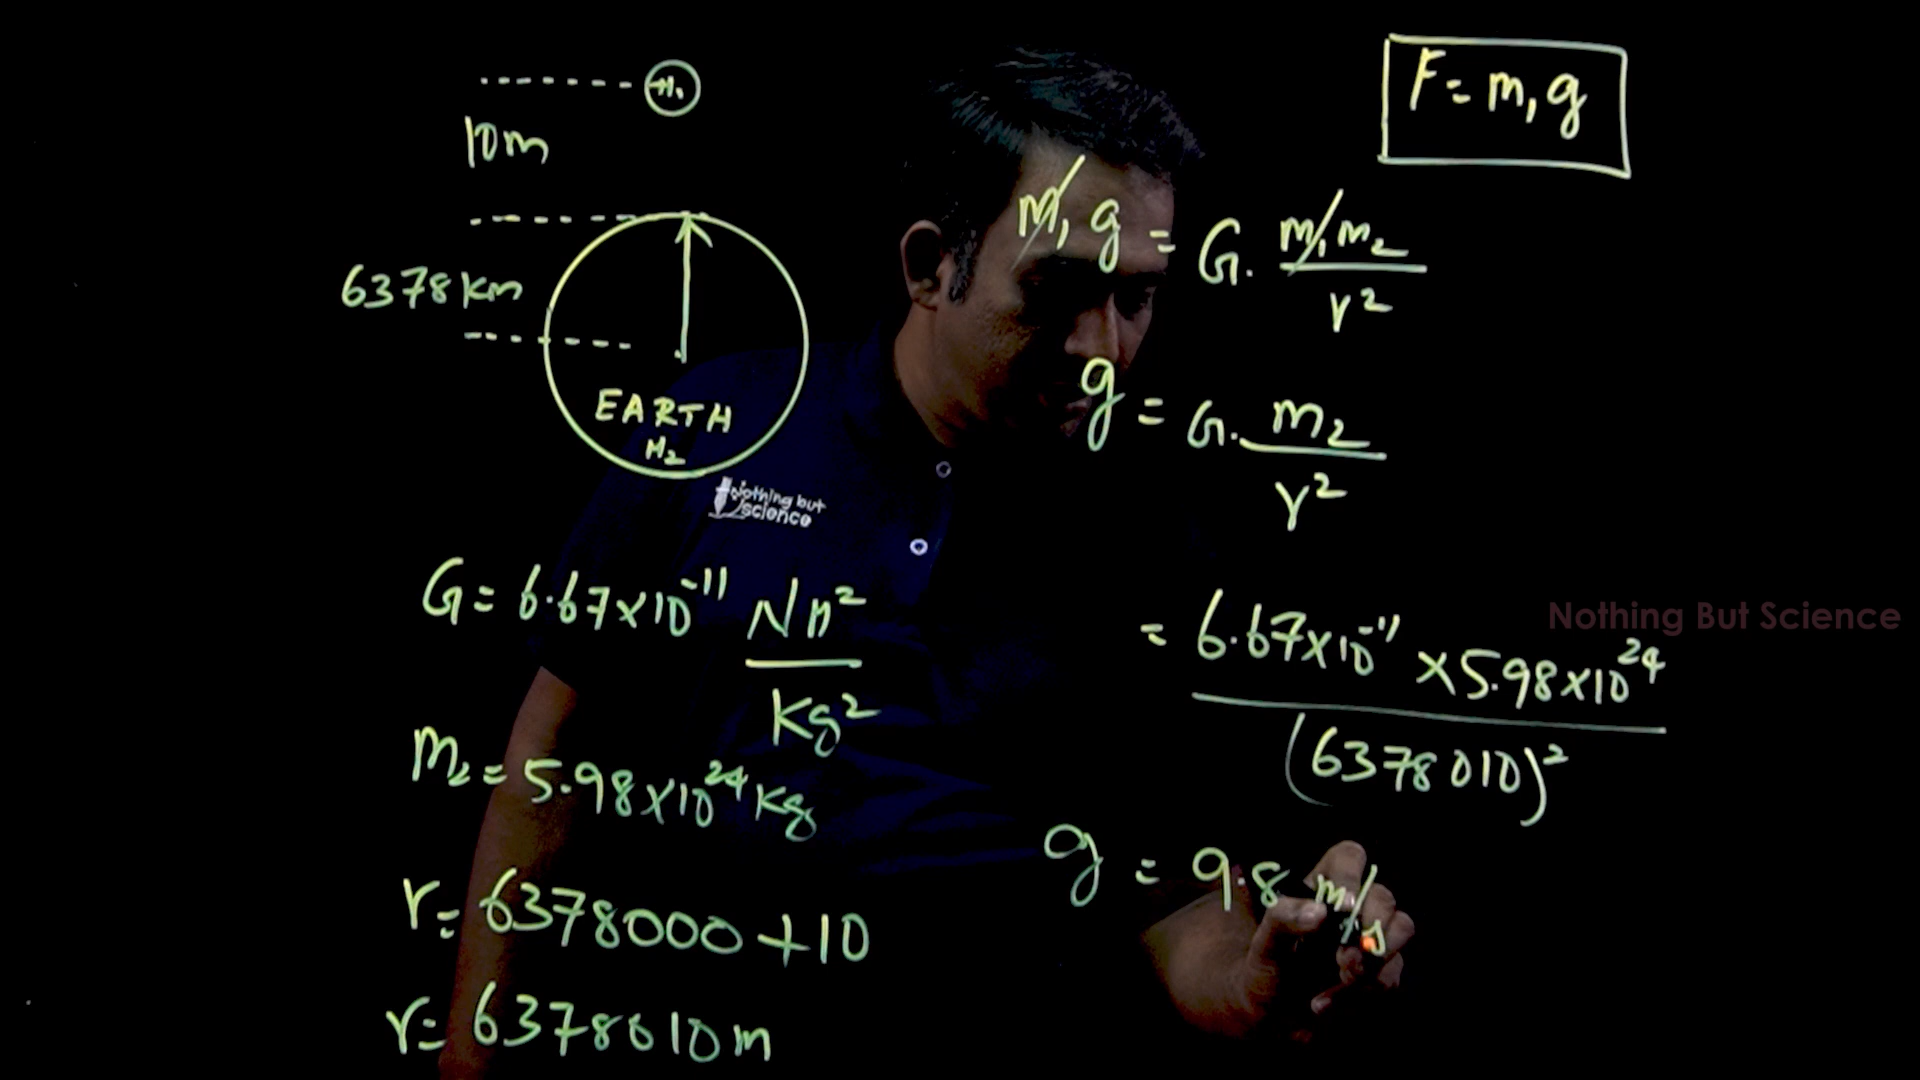 M₁
10m
6378 km
EARTH
M₂
F = m₁g
m₁g = G. m₁m₂ / r²
g = G. m₂ / r²
Nothing but
science
G = 6.67×10⁻¹¹ Nm² / Kg²
m₂ = 5.98×10²⁴ Kg
r = 6378000 + 10
r = 6378010m
= 6.67×10⁻¹¹ × 5.98×10²⁴ / (6378010)²
g = 9.8 m/s
Nothing But Science